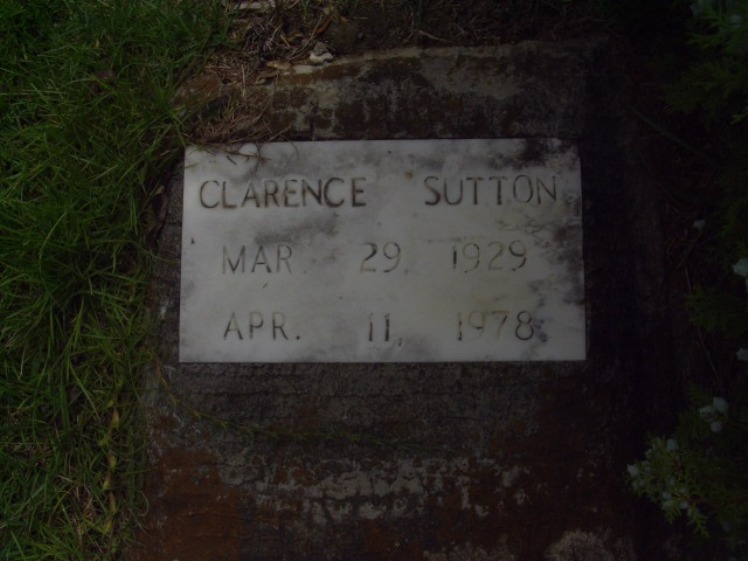 CLARENCE SUTTON
MAR. 29, 1929
APR. 11, 1978